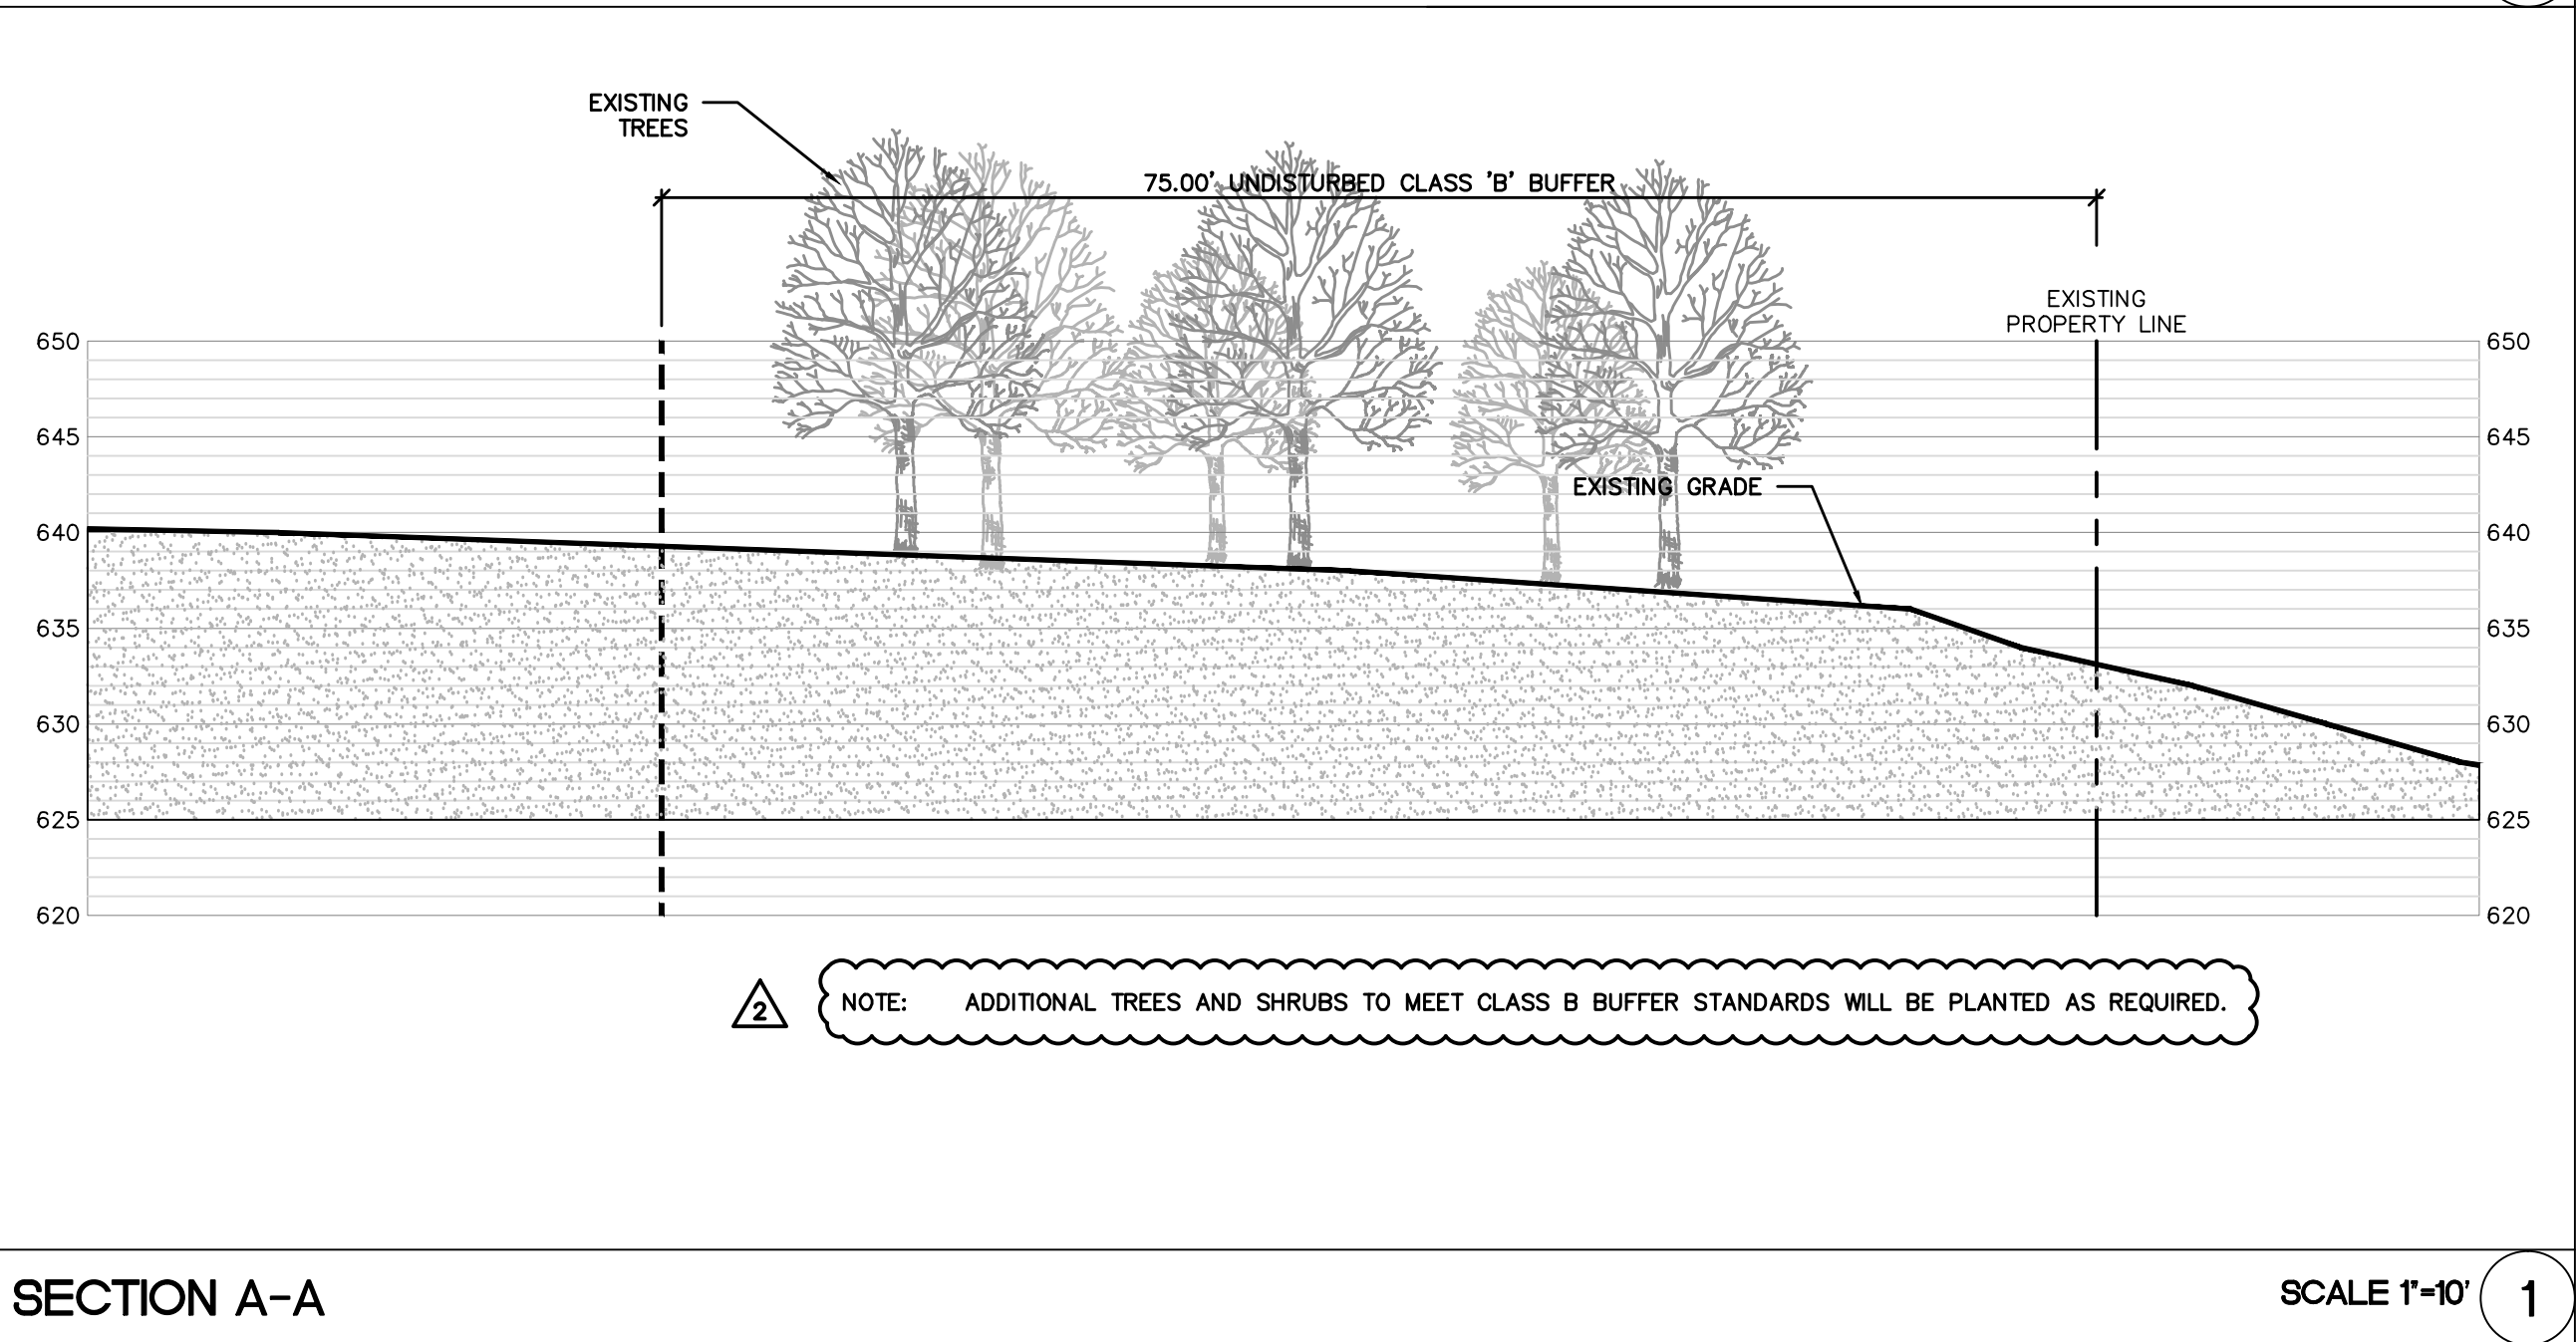 EXISTING
TREES
75.00' UNDISTURBED CLASS 'B' BUFFER
EXISTING
PROPERTY LINE
650 650
645 645
EXISTING GRADE
640 640
635 635
630 630
625 625
620 620
2 NOTE: ADDITIONAL TREES AND SHRUBS TO MEET CLASS B BUFFER STANDARDS WILL BE PLANTED AS REQUIRED.
SECTION A-A SCALE 1"=10' 1